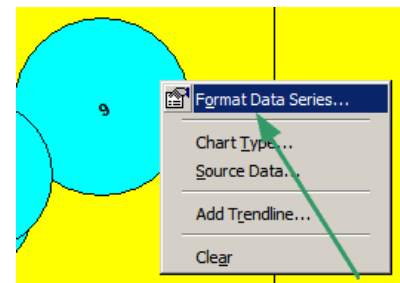 9
Format Data Series...
Chart Type...
Source Data...
Add Trendline...
Clear